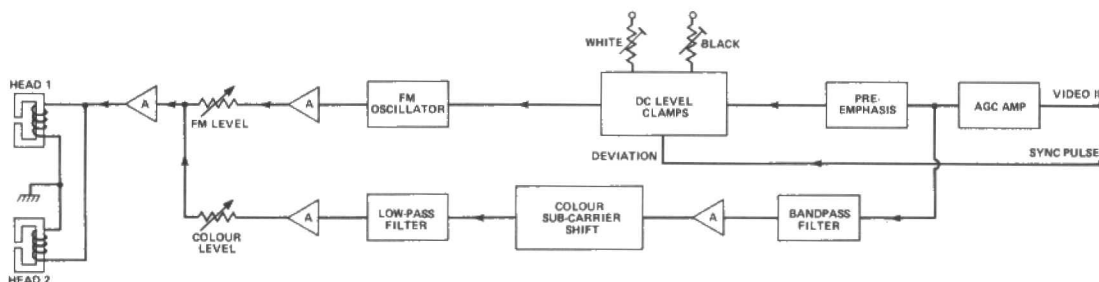 WHITE
BLACK
HEAD 1
A
FM LEVEL
A
FM
OSCILLATOR
DC LEVEL
CLAMPS
PRE-
EMPHASIS
AGC AMP
VIDEO I
DEVIATION
SYNC PULSE
A
COLOUR
LEVEL
LOW-PASS
FILTER
COLOUR
SUB-CARRIER
SHIFT
A
BANDPASS
FILTER
HEAD 2